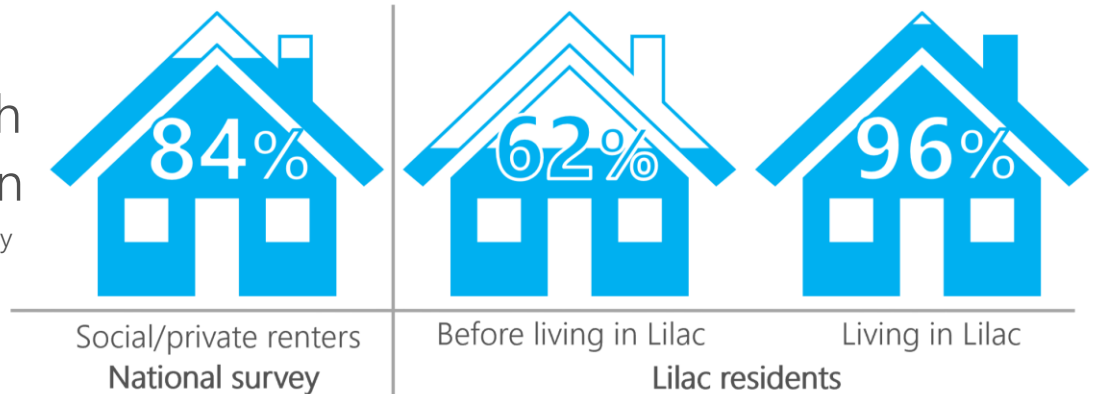 84%
62%
96%
Social/private renters
Before living in Lilac
Living in Lilac
National survey
Lilac residents